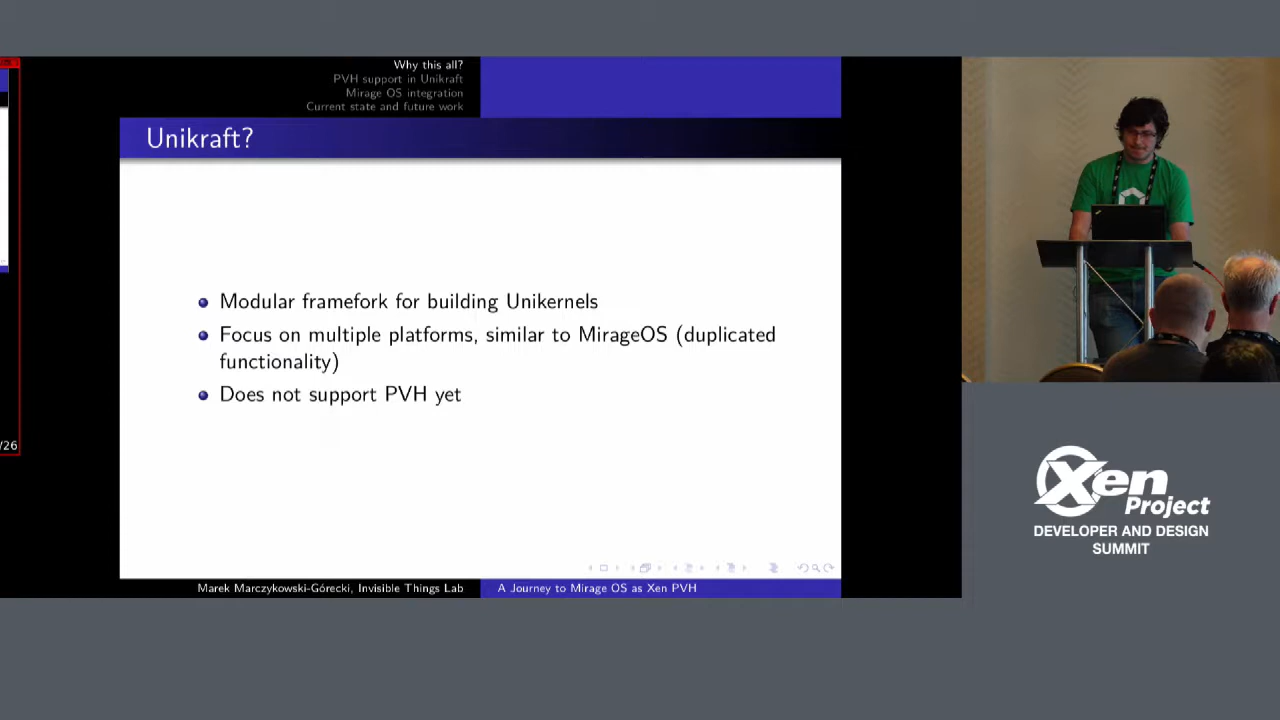 Why this all?
PVH support in Unikraft
Mirage OS integration
Current state and future work
Unikraft?
Modular framefork for building Unikernels
Focus on multiple platforms, similar to MirageOS (duplicated
functionality)
Does not support PVH yet
/26
Marek Marczykowski-Górecki, Invisible Things Lab
A Journey to Mirage OS as Xen PVH
Xen
Project
DEVELOPER AND DESIGN
SUMMIT